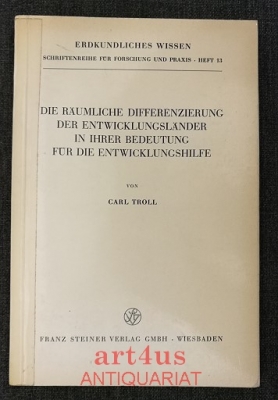 ERDKUNDLICHES WISSEN
SCHRIFTENREIHE FÜR FORSCHUNG UND PRAXIS · HEFT 13
DIE RÄUMLICHE DIFFERENZIERUNG
DER ENTWICKLUNGSLÄNDER
IN IHRER BEDEUTUNG
FÜR DIE ENTWICKLUNGSHILFE
VON
CARL TROLL
FRANZ STEINER VERLAG GMBH · WIESBADEN
art4us
ANTIQUARIAT